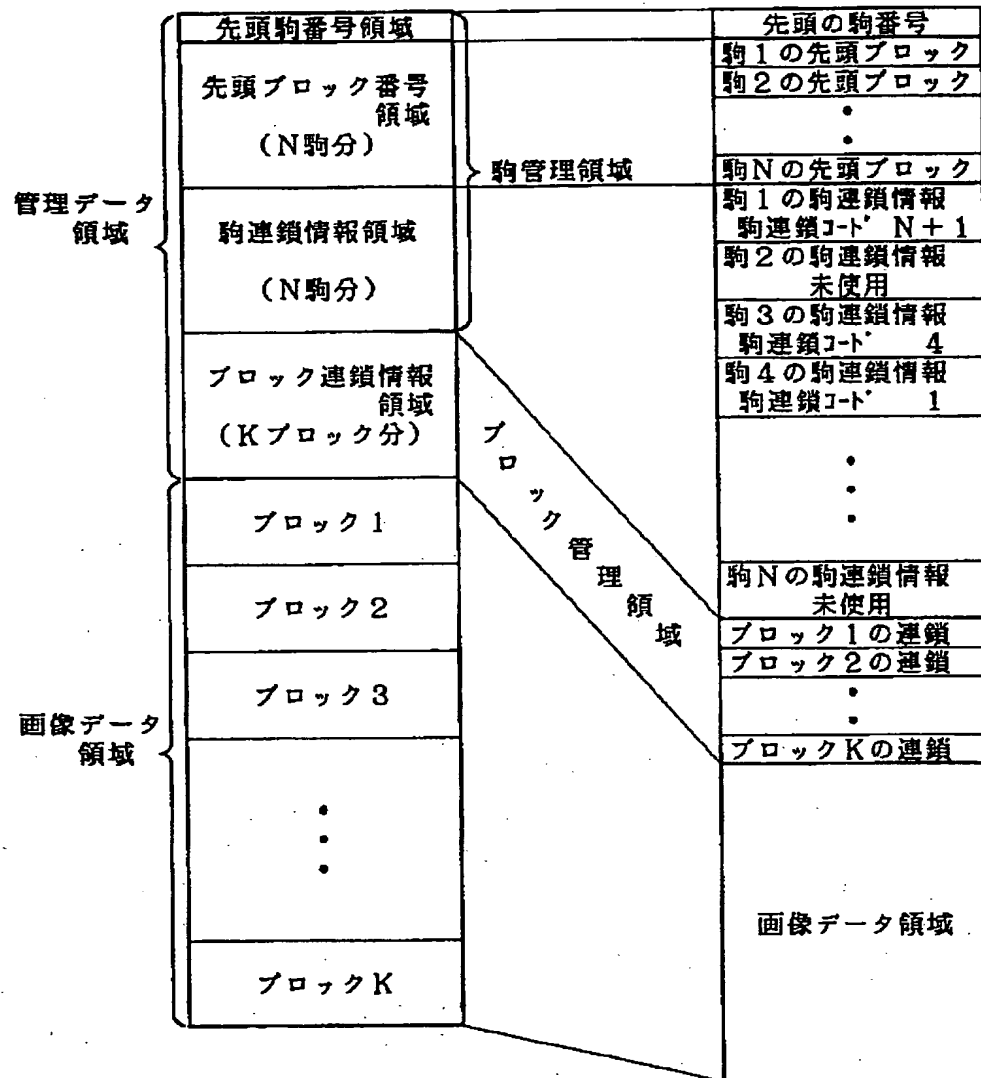 先頭駒番号領域
先頭ブロック番号
領域
(N駒分)
駒連鎖情報領域
(N駒分)
ブロック連鎖情報
領域
(Kブロック分)
ブロック1
ブロック2
ブロック3
ブロックK
管理データ
領域
画像データ
領域
駒管理領域
ブロック管理領域
先頭の駒番号
駒1の先頭ブロック
駒2の先頭ブロック
駒Nの先頭ブロック
駒1の駒連鎖情報
駒連鎖コード N+1
駒2の駒連鎖情報
未使用
駒3の駒連鎖情報
駒連鎖コード 4
駒4の駒連鎖情報
駒連鎖コード 1
駒Nの駒連鎖情報
未使用
ブロック1の連鎖
ブロック2の連鎖
ブロックKの連鎖
画像データ領域